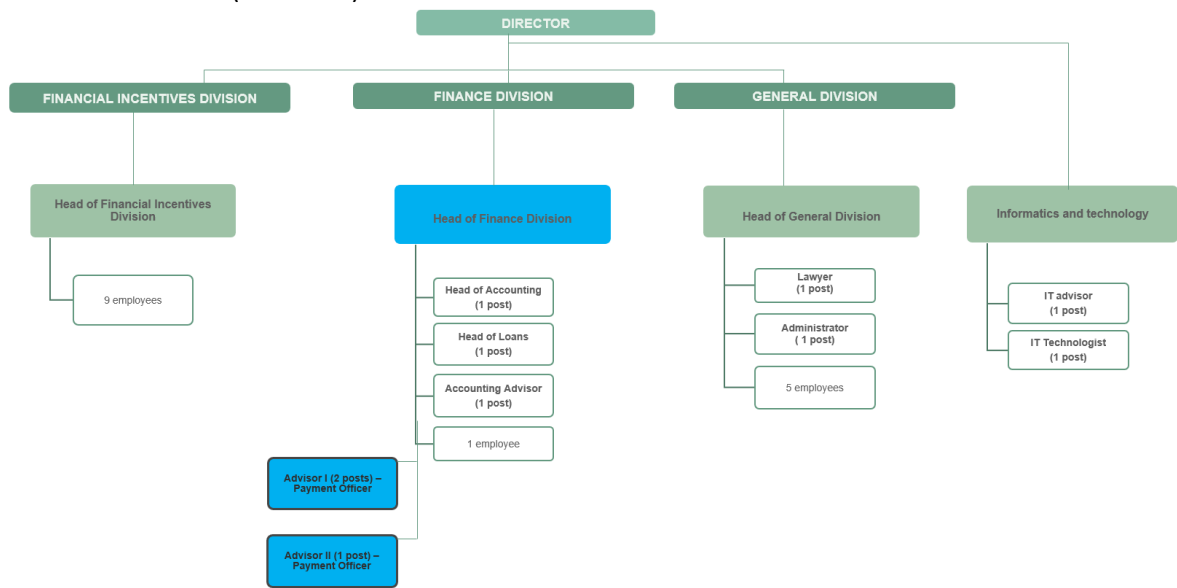 DIRECTOR
FINANCIAL INCENTIVES DIVISION
FINANCE DIVISION
GENERAL DIVISION
Head of Financial Incentives
Division
Head of Finance Division
Head of General Division
Informatics and technology
9 employees
Head of Accounting
(1 post)
Head of Loans
(1 post)
Accounting Advisor
(1 post)
1 employee
Advisor I (2 posts) –
Payment Officer
Advisor II (1 post) –
Payment Officer
Lawyer
(1 post)
Administrator
( 1 post)
5 employees
IT advisor
(1 post)
IT Technologist
(1 post)